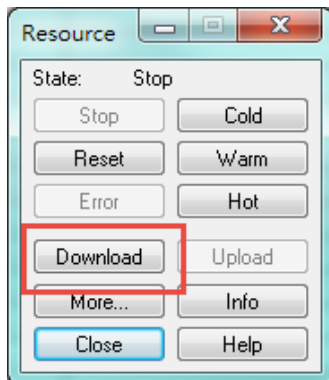 Resource
State: Stop
Stop Cold
Reset Warm
Error Hot
Download Upload
More... Info
Close Help